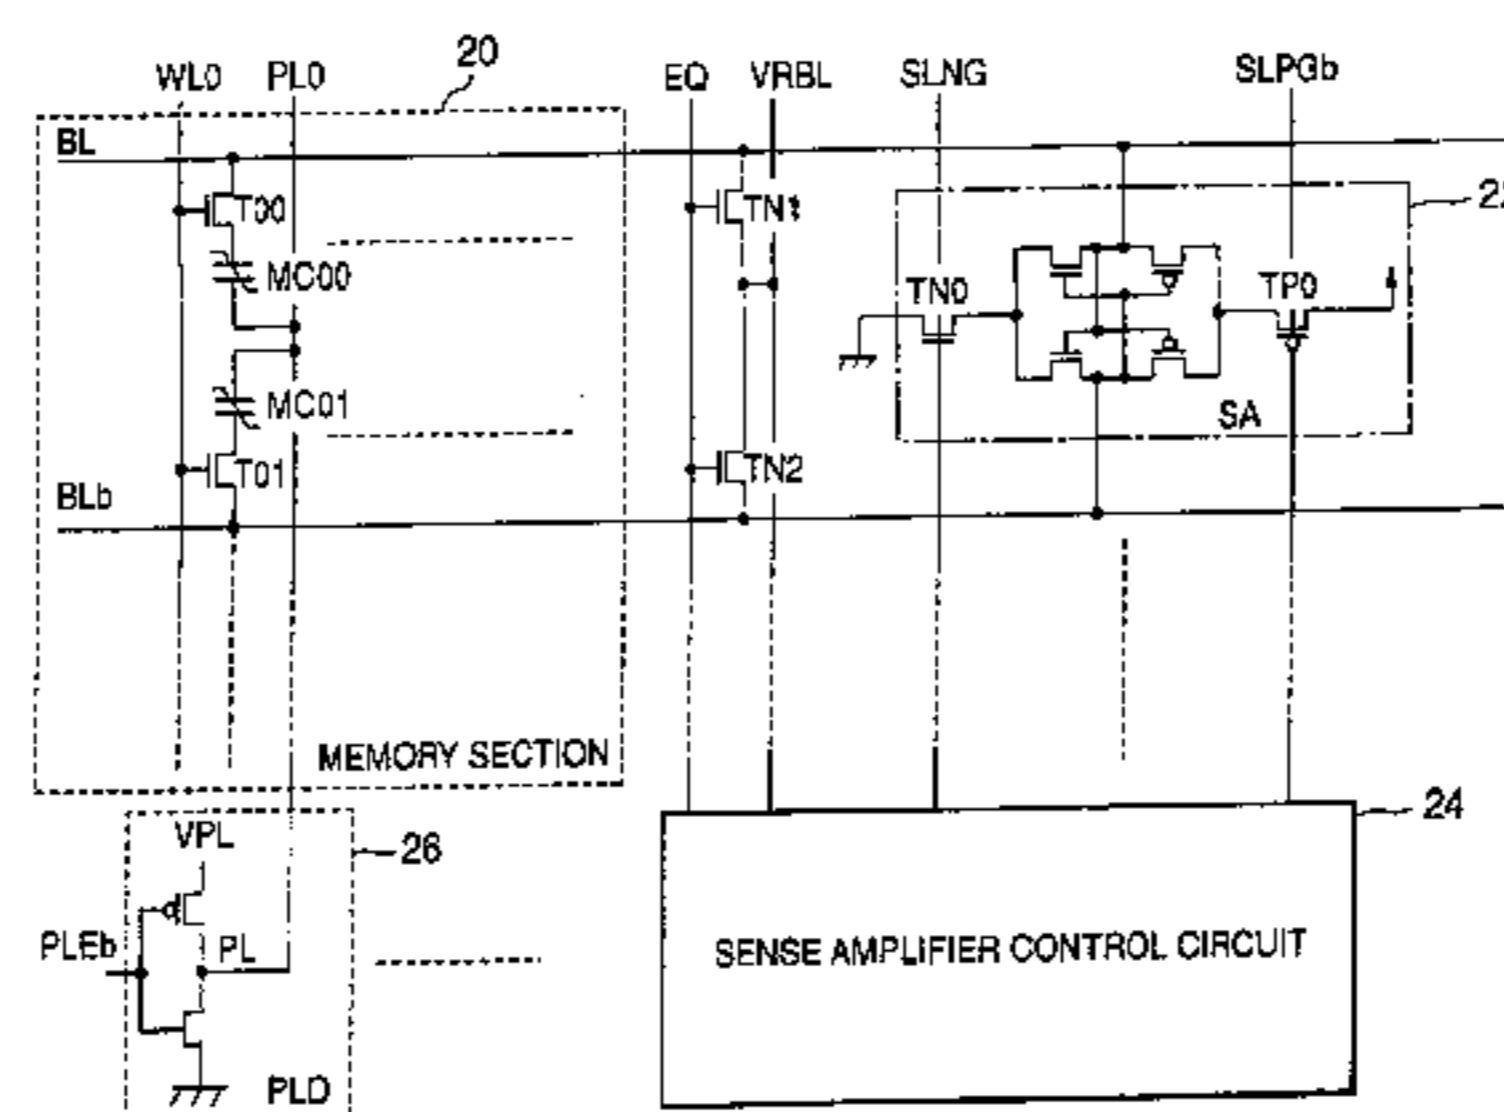 20
WL0 PL0 EQ VRBL SLNG SLPGb
BL
T00 TN1
22
MC00 TN0 TP0
MC01
SA
T01 TN2
BLb
MEMORY SECTION
24
VPL
26
PLEb PL
SENSE AMPLIFIER CONTROL CIRCUIT
PLD